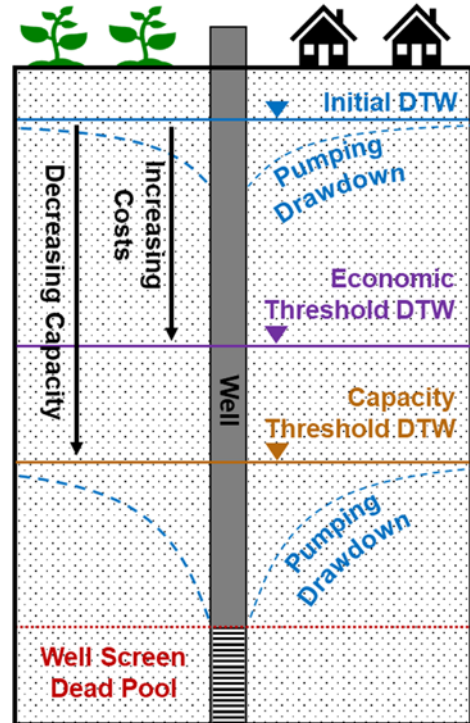 Initial DTW
Pumping
Drawdown
Increasing
Costs
Decreasing Capacity
Economic
Threshold DTW
Well
Capacity
Threshold DTW
Pumping
Drawdown
Well Screen
Dead Pool